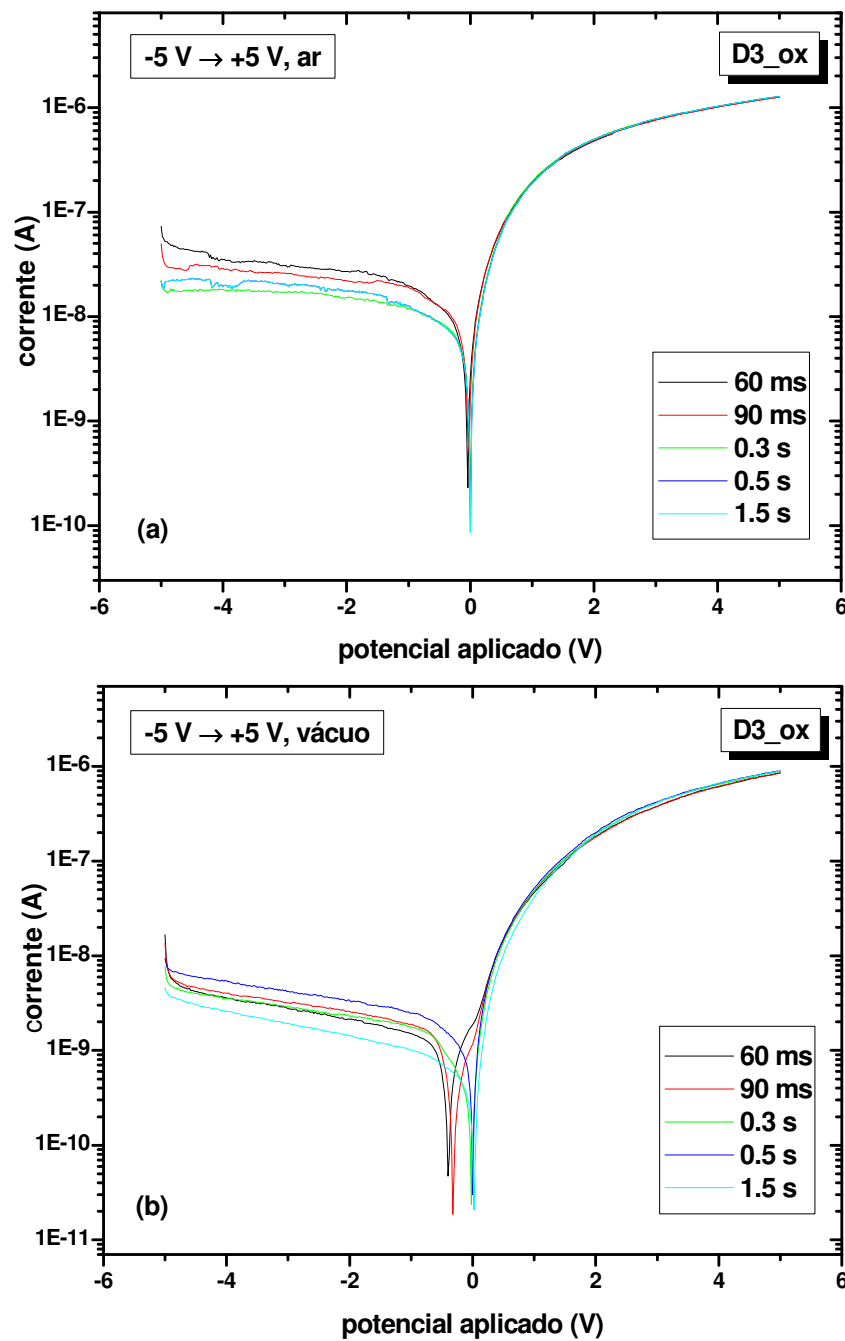 -5 V → +5 V, ar
D3_ox
1E-6
1E-7
1E-8
1E-9
1E-10
corrente (A)
(a)
60 ms
90 ms
0.3 s
0.5 s
1.5 s
-6 -4 -2 0 2 4 6
potencial aplicado (V)
-5 V → +5 V, vácuo
D3_ox
1E-6
1E-7
1E-8
1E-9
1E-10
1E-11
corrente (A)
(b)
60 ms
90 ms
0.3 s
0.5 s
1.5 s
-6 -4 -2 0 2 4 6
potencial aplicado (V)